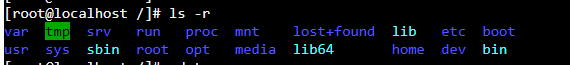 [root@localhost /]# ls -r
var tmp srv run proc mnt lost+found lib etc boot
usr sys sbin root opt media lib64 home dev bin